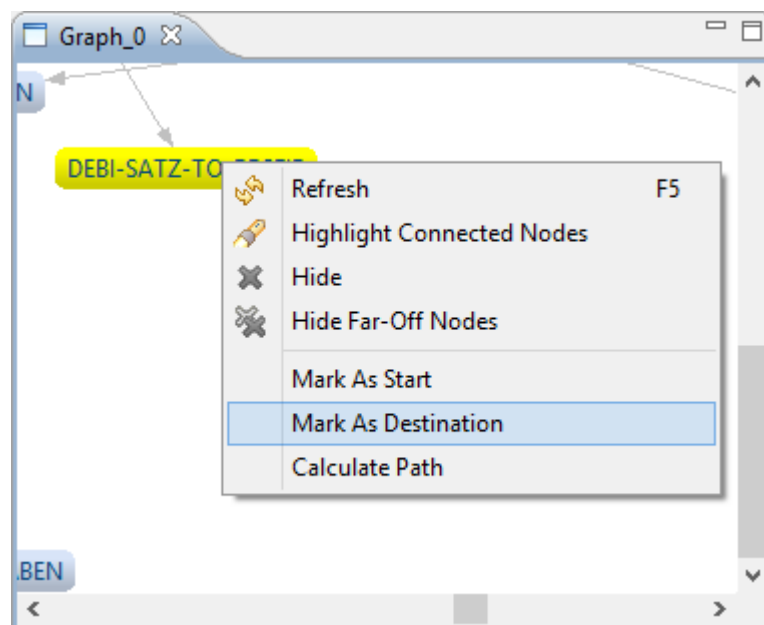 Graph_0
N
DEBI-SATZ-TO
Refresh F5
Highlight Connected Nodes
Hide
Hide Far-Off Nodes
Mark As Start
Mark As Destination
Calculate Path
ABEN